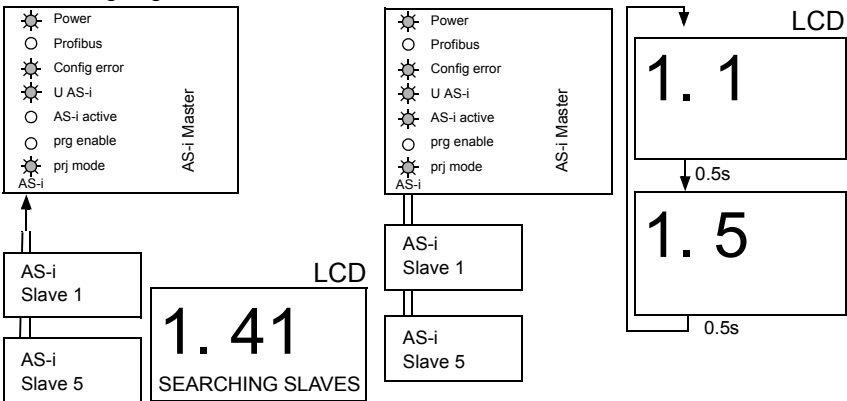 Power
Profibus
Config error
U AS-i
AS-i active
prg enable
prj mode
AS-i
AS-i Master
AS-i
Slave 1
AS-i
Slave 5
LCD
1. 41
SEARCHING SLAVES
Power
Profibus
Config error
U AS-i
AS-i active
prg enable
prj mode
AS-i
AS-i Master
AS-i
Slave 1
AS-i
Slave 5
LCD
1. 1
0.5s
1. 5
0.5s